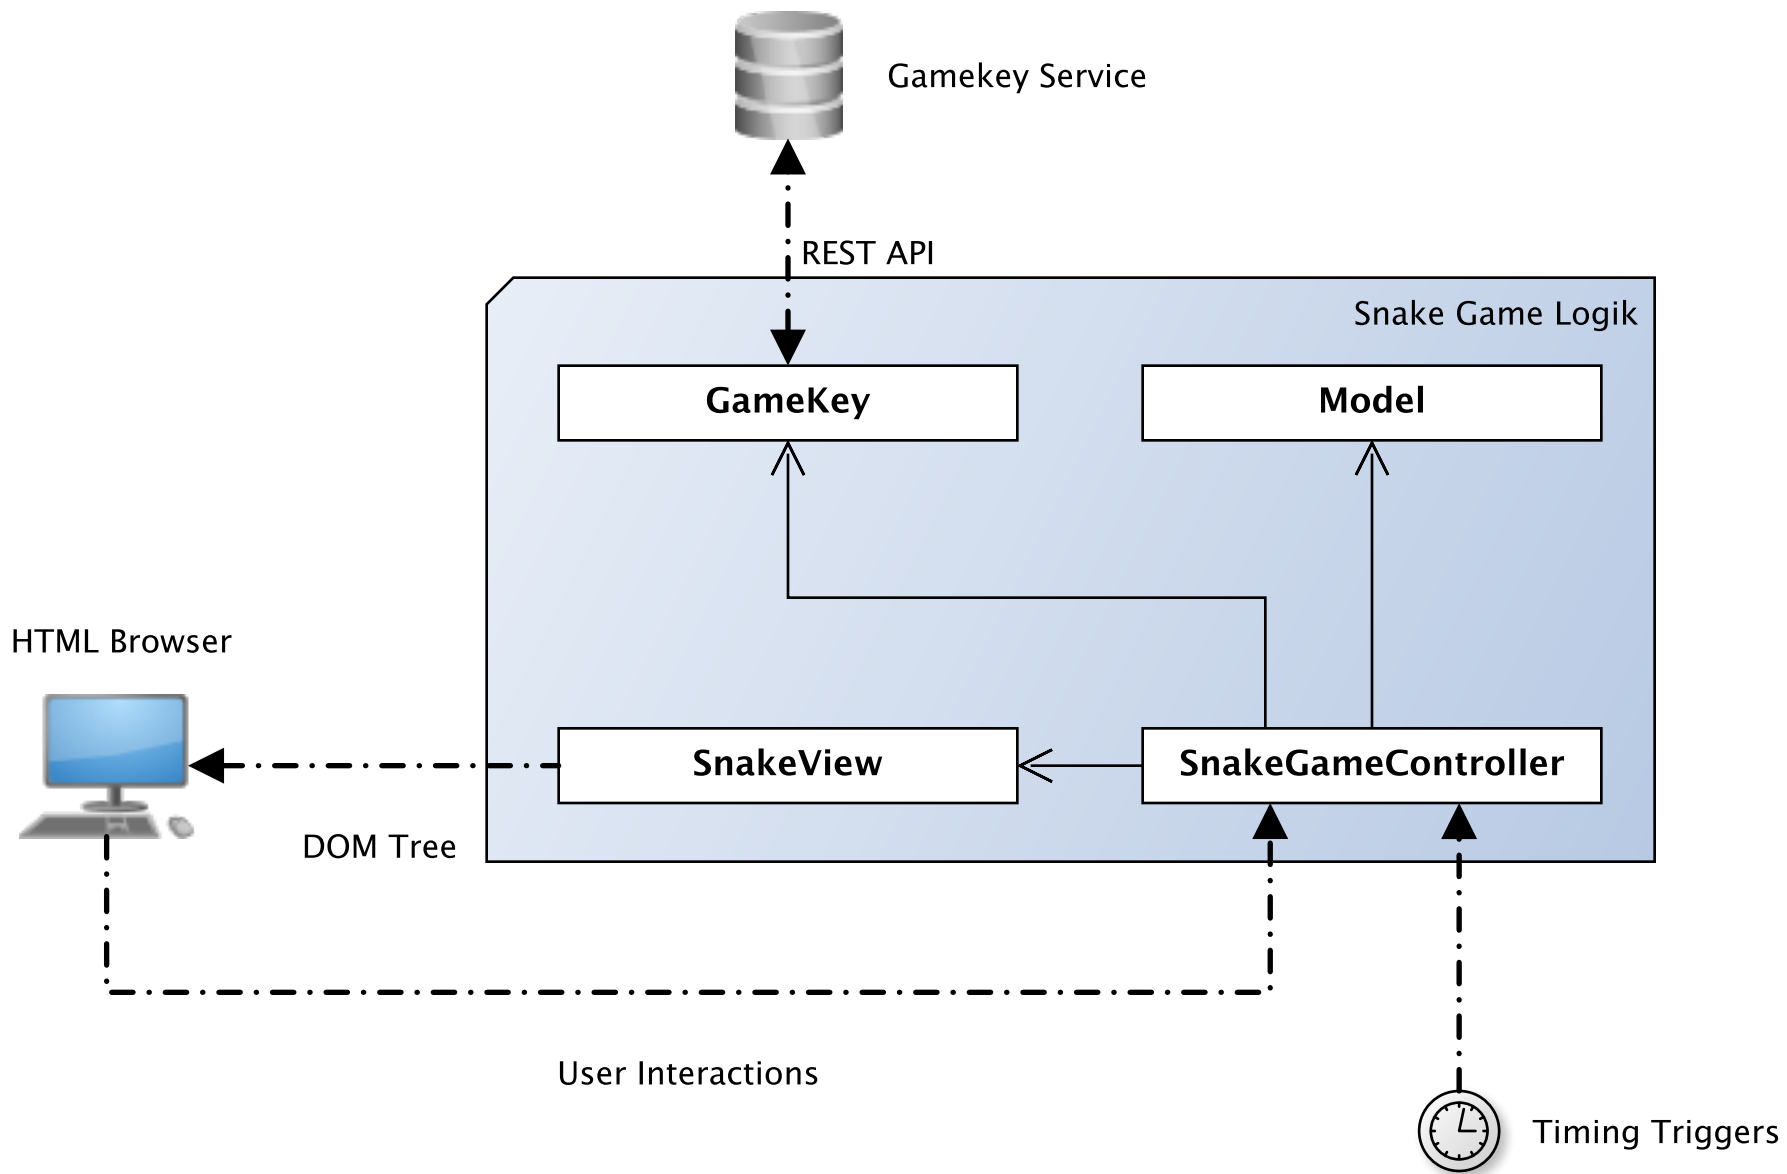 Gamekey Service
REST API
Snake Game Logik
GameKey
Model
HTML Browser
SnakeView
SnakeGameController
DOM Tree
User Interactions
Timing Triggers